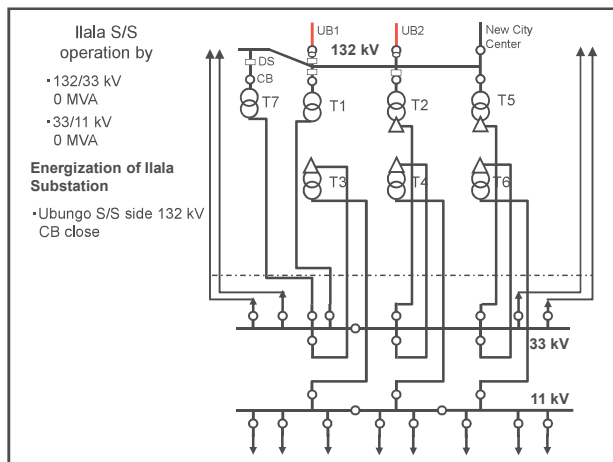 Ilala S/S
operation by
▪132/33 kV
0 MVA
▪33/11 kV
0 MVA
Energization of Ilala
Substation
▪Ubungo S/S side 132 kV
CB close
UB1
UB2
New City
Center
132 kV
DS
CB
T7
T1
T2
T5
T3
T4
T6
33 kV
11 kV